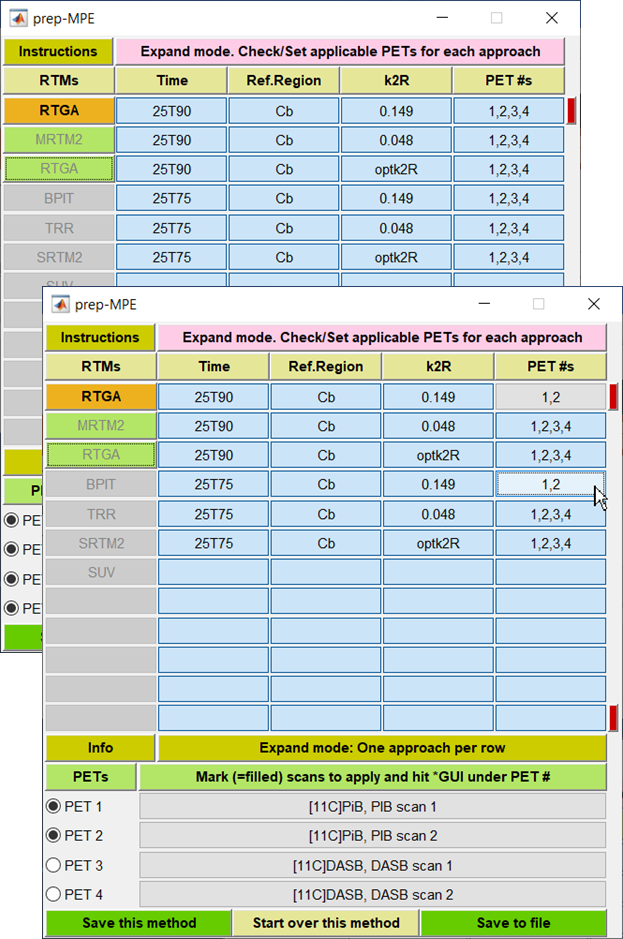 prep-MPE
Instructions Expand mode. Check/Set applicable PETs for each approach
RTMs Time Ref.Region k2R PET #s
RTGA 25T90 Cb 0.149 1,2,3,4
MRTM2 25T90 Cb 0.048 1,2,3,4
RTGA 25T90 Cb optk2R 1,2,3,4
BPIT 25T75 Cb 0.149 1,2,3,4
TRR 25T75 Cb 0.048 1,2,3,4
SRTM2 25T75 Cb optk2R 1,2,3,4
PE
PE
PE
PE
prep-MPE
Instructions Expand mode. Check/Set applicable PETs for each approach
RTMs Time Ref.Region k2R PET #s
RTGA 25T90 Cb 0.149 1,2
MRTM2 25T90 Cb 0.048 1,2,3,4
RTGA 25T90 Cb optk2R 1,2,3,4
BPIT 25T75 Cb 0.149 1,2
TRR 25T75 Cb 0.048 1,2,3,4
SRTM2 25T75 Cb optk2R 1,2,3,4
SUV
Info Expand mode: One approach per row
PETs Mark (=filled) scans to apply and hit *GUI under PET #
PET 1 [11C]PiB, PIB scan 1
PET 2 [11C]PiB, PIB scan 2
PET 3 [11C]DASB, DASB scan 1
PET 4 [11C]DASB, DASB scan 2
Save this method Start over this method Save to file